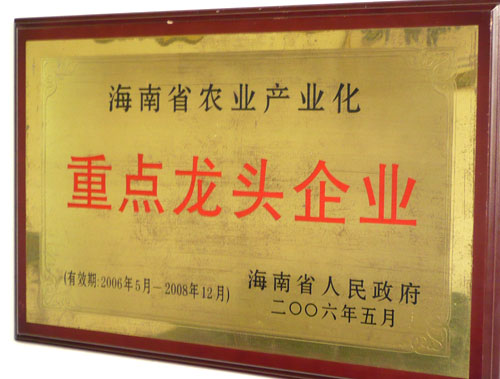 海南省农业产业化
重点龙头企业
(有效期:2006年5月－2008年12月)
海南省人民政府
二〇〇六年五月